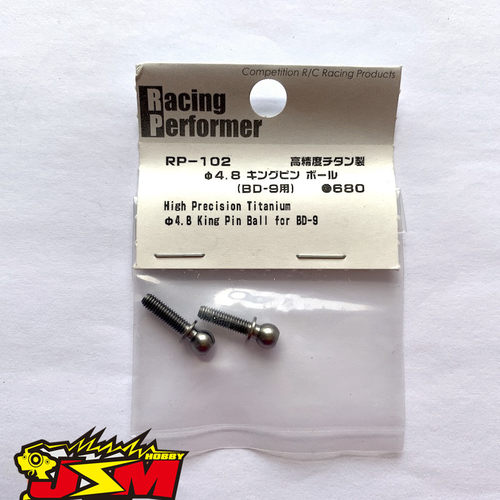 Competition R/C Racing Products
Racing
Performer
RP-102 高精度チタン製
φ4.8 キングピン ボール
(BD-9用) ●680
High Precision Titanium
φ4.8 King Pin Ball for BD-9
HOBBY
JSM